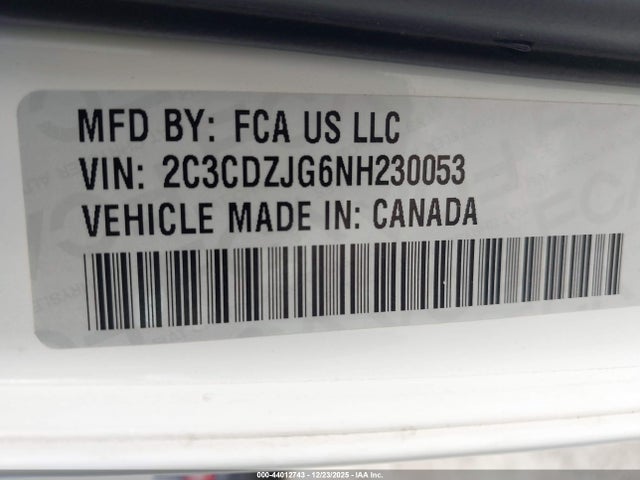 MFD BY: FCA US LLC
VIN: 2C3CDZJG6NH230053
VEHICLE MADE IN: CANADA
000-44012743 - 12/23/2025 - IAA Inc.